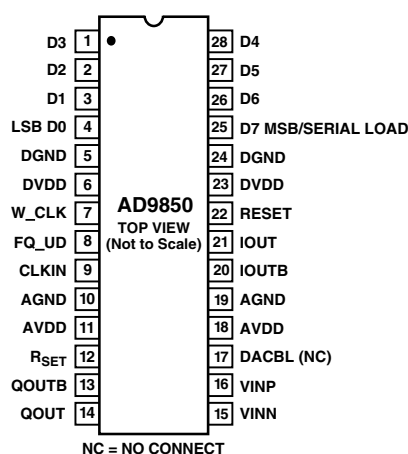 D3 1
D2 2
D1 3
LSB D0 4
DGND 5
DVDD 6
W_CLK 7
FQ_UD 8
CLKIN 9
AGND 10
AVDD 11
RSET 12
QOUTB 13
QOUT 14
AD9850
TOP VIEW
(Not to Scale)
28 D4
27 D5
26 D6
25 D7 MSB/SERIAL LOAD
24 DGND
23 DVDD
22 RESET
21 IOUT
20 IOUTB
19 AGND
18 AVDD
17 DACBL (NC)
16 VINP
15 VINN
NC = NO CONNECT